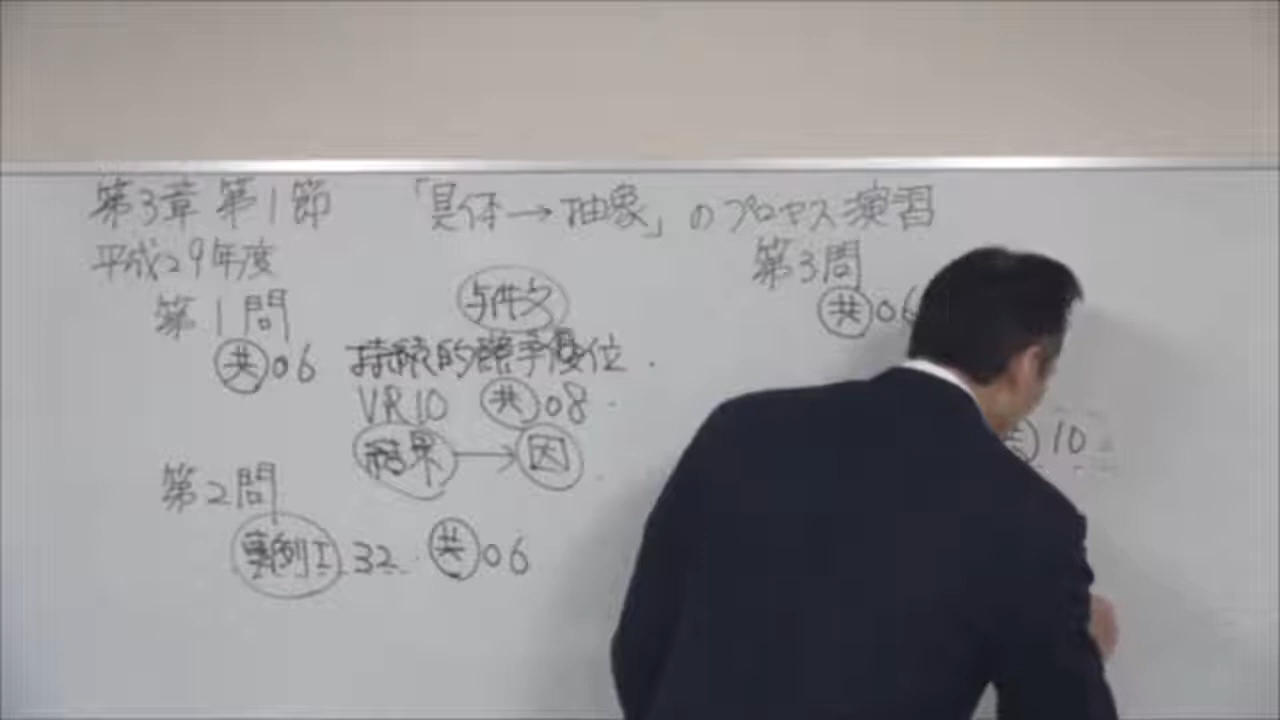 第3章 第1節 「具体→抽象」のプロセス演習
平成29年度
第1問
与件文
共06 持続的競争優位.
VR10 共08.
結果→因
第2問
事例I 32. 共06
第3問
共06
10